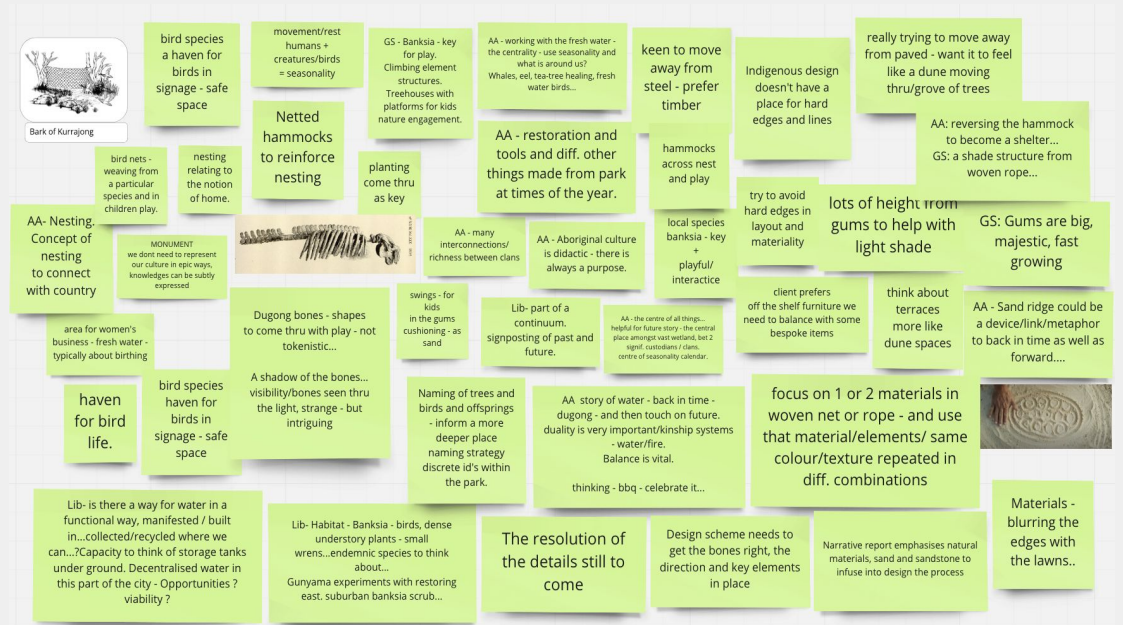 Bark of Kurrajong
bird species
a haven for
birds in
signage - safe
space
movement/rest
humans +
creatures/birds
= seasonality
GS - Banksia - key
for play.
Climbing element
structures.
Treehouses with
platforms for kids
nature engagement.
AA - working with the fresh water -
the centrality - use seasonality and
what is around us?
Whales, eel, tea-tree healing, fresh
water birds...
keen to move
away from
steel - prefer
timber
Indigenous design
doesn't have a
place for hard
edges and lines
really trying to move away
from paved - want it to feel
like a dune moving
thru/grove of trees
Netted
hammocks
to reinforce
nesting
AA - restoration and
tools and diff. other
things made from park
at times of the year.
hammocks
across nest
and play
AA: reversing the hammock
to become a shelter...
GS: a shade structure from
woven rope...
bird nets -
weaving from
a particular
species and in
children play.
nesting
relating to
the notion
of home.
planting
come thru
as key
try to avoid
hard edges in
layout and
materiality
lots of height from
gums to help with
light shade
GS: Gums are big,
majestic, fast
growing
AA- Nesting.
Concept of
nesting
to connect
with country
MONUMENT
we dont need to represent
our culture in epic ways,
knowledges can be subtly
expressed
AA - many
interconnections/
richness between clans
AA - Aboriginal culture
is didactic - there is
always a purpose.
local species
banksia - key
+
playful/
interactice
area for women's
business - fresh water -
typically about birthing
Dugong bones - shapes
to come thru with play - not
tokenistic...
A shadow of the bones...
visibility/bones seen thru
the light, strange - but
intriguing
swings - for
kids
in the gums
cushioning - as
sand
Lib- part of a
continuum.
signposting of past and
future.
AA - the centre of all things...
helpful for future story - the central
place amongst vast wetland, bet 2
signif. custodians / clans.
centre of seasonality calendar.
client prefers
off the shelf furniture we
need to balance with some
bespoke items
think about
terraces
more like
dune spaces
AA - Sand ridge could be
a device/link/metaphor
to back in time as well as
forward....
haven
for bird
life.
bird species
haven for
birds in
signage - safe
space
Naming of trees and
birds and offsprings
- inform a more
deeper place
naming strategy
discrete id's within
the park.
AA story of water - back in time -
dugong - and then touch on future.
duality is very important/kinship systems
- water/fire.
Balance is vital.
thinking - bbq - celebrate it...
focus on 1 or 2 materials in
woven net or rope - and use
that material/elements/ same
colour/texture repeated in
diff. combinations
Lib- is there a way for water in a
functional way, manifested / built
in...collected/recycled where we
can...?Capacity to think of storage tanks
under ground. Decentralised water in
this part of the city - Opportunities ?
viability ?
Lib- Habitat - Banksia - birds, dense
understory plants - small
wrens...endemnic species to think
about...
Gunyama experiments with restoring
east. suburban banksia scrub...
The resolution of
the details still to
come
Design scheme needs to
get the bones right, the
direction and key elements
in place
Narrative report emphasises natural
materials, sand and sandstone to
infuse into design the process
Materials -
blurring the
edges with
the lawns..